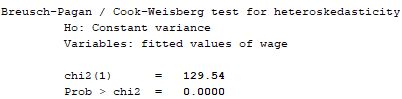 Breusch-Pagan / Cook-Weisberg test for heteroskedasticity
Ho: Constant variance
Variables: fitted values of wage
chi2(1) = 129.54
Prob > chi2 = 0.0000